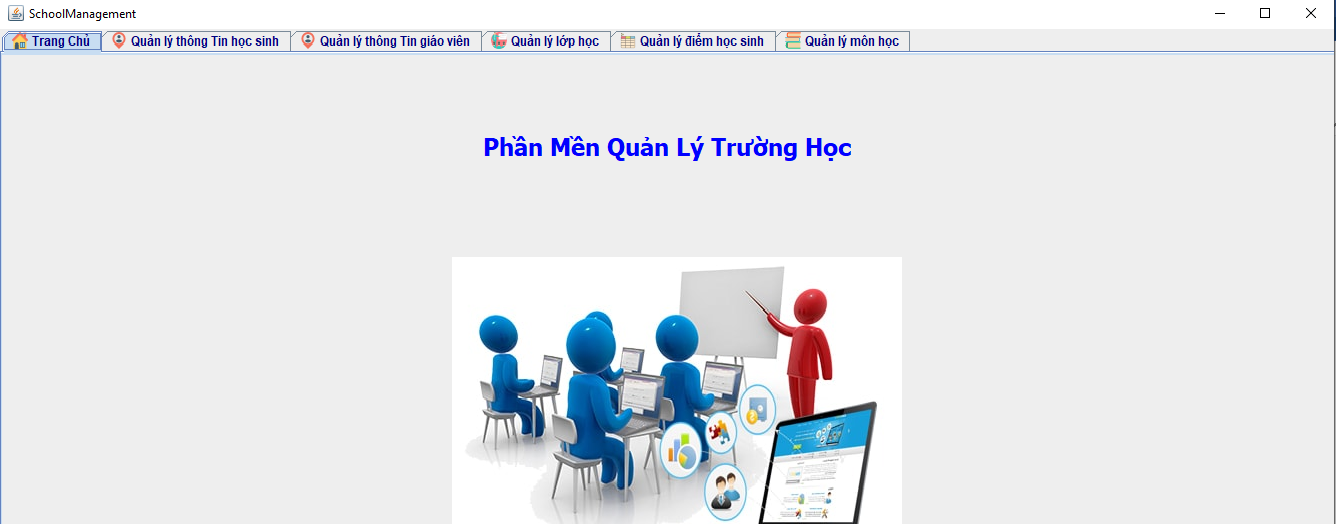 SchoolManagement
Trang Chủ Quản lý thông Tin học sinh Quản lý thông Tin giáo viên Quản lý lớp học Quản lý điểm học sinh Quản lý môn học
Phần Mền Quản Lý Trường Học